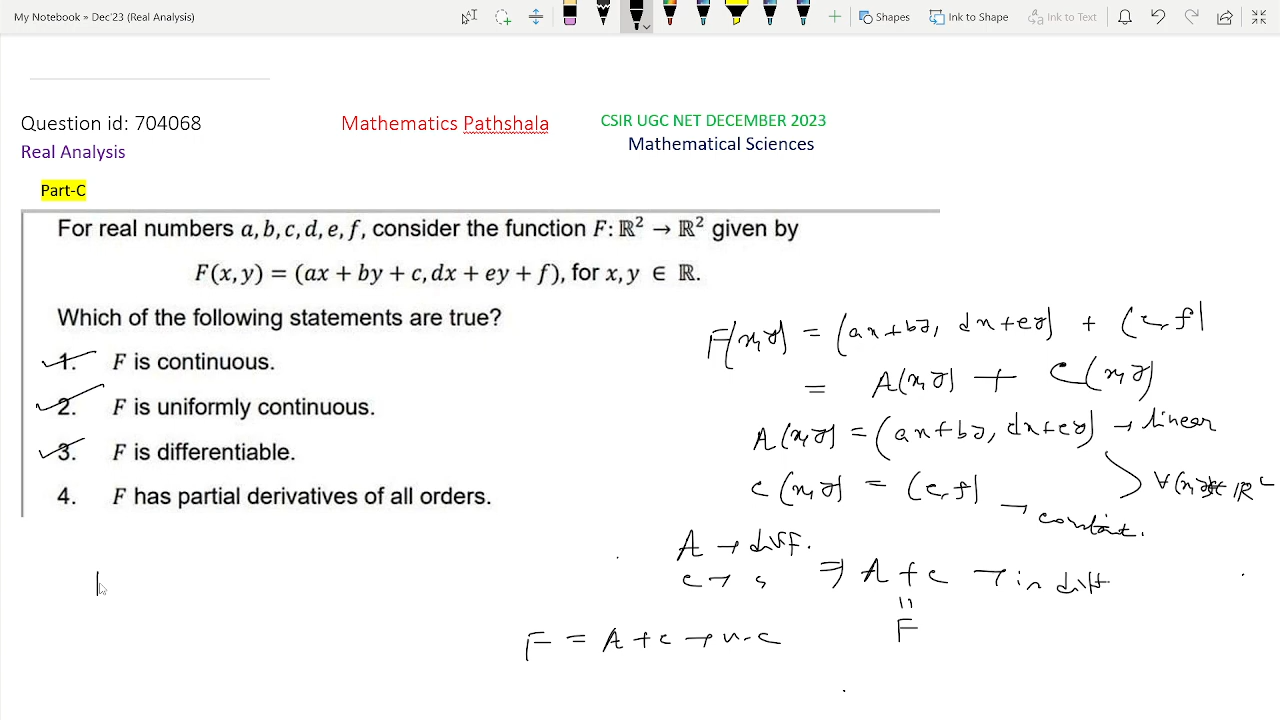 My Notebook » Dec'23 (Real Analysis)
Shapes
Ink to Shape
Ink to Text
Question id: 704068
Mathematics Pathshala
CSIR UGC NET DECEMBER 2023
Real Analysis
Mathematical Sciences
Part-C
For real numbers a, b, c, d, e, f, consider the function F: ℝ² → ℝ² given by
F(x, y) = (ax + by + c, dx + ey + f), for x, y ∈ ℝ.
Which of the following statements are true?
1. F is continuous.
2. F is uniformly continuous.
3. F is differentiable.
4. F has partial derivatives of all orders.
F(x,y) = (ax+by, dx+ey) + (c,f)
= A(x,y) + C(x,y)
A(x,y) = (ax+by, dx+ey) → linear
C(x,y) = (c,f) → constant.
A → diff.
⇒ A + C → is diff
=
F
F = A + C → u.c